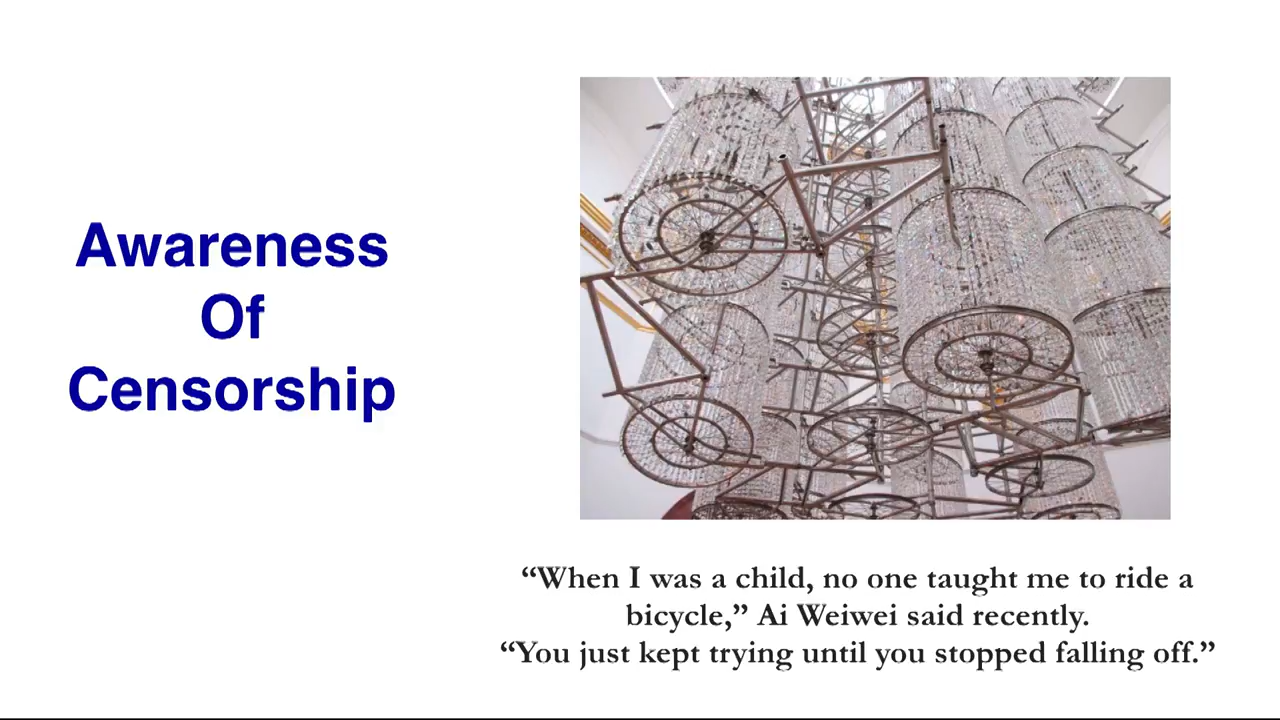 Awareness
Of
Censorship
“When I was a child, no one taught me to ride a
bicycle,” Ai Weiwei said recently.
“You just kept trying until you stopped falling off.”